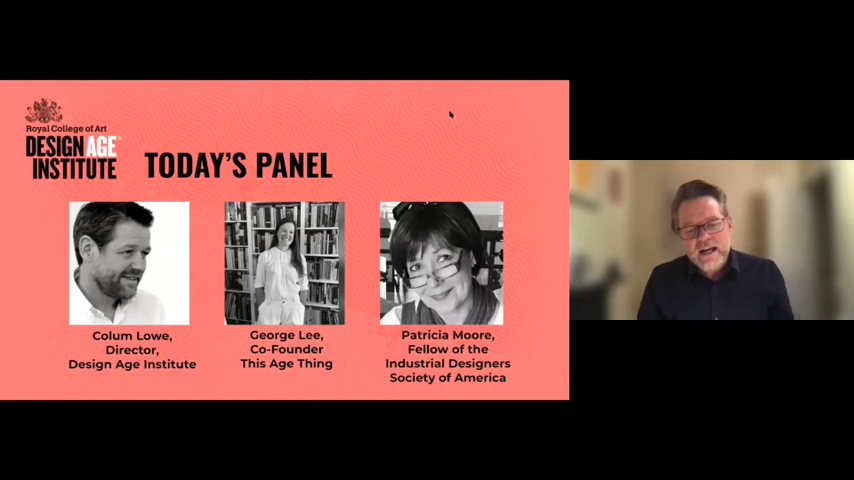 Royal College of Art
DESIGN AGE
INSTITUTE
TODAY'S PANEL
Colum Lowe,
Director,
Design Age Institute
George Lee,
Co-Founder
This Age Thing
Patricia Moore,
Fellow of the
Industrial Designers
Society of America